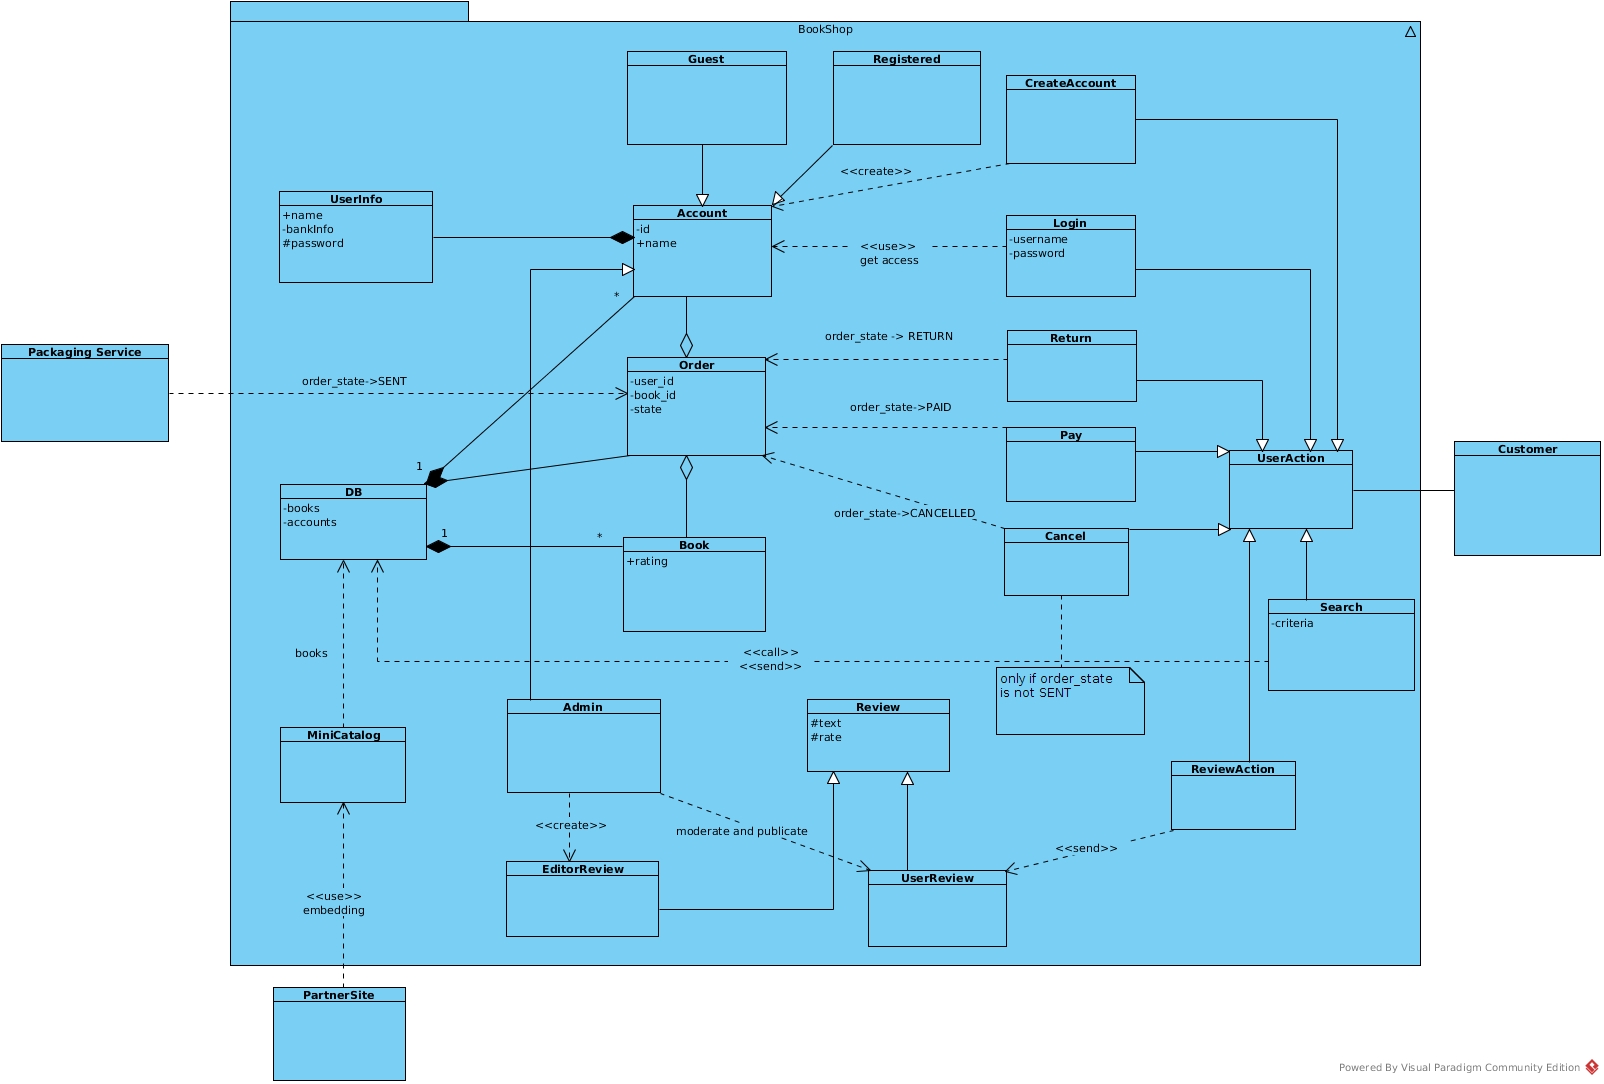 BookShop
Guest
Registered
CreateAccount
<<create>>
UserInfo
+name
-bankInfo
#password
Account
-id
+name
Login
-username
-password
<<use>>
get access
*
Packaging Service
order_state->SENT
order_state -> RETURN
Return
Order
-user_id
-book_id
-state
order_state->PAID
Pay
UserAction
Customer
1
DB
-books
-accounts
order_state->CANCELLED
Cancel
1
*
Book
+rating
Search
-criteria
books
<<call>>
<<send>>
only if order_state
is not SENT
Admin
Review
#text
#rate
MiniCatalog
ReviewAction
<<create>>
moderate and publicate
<<send>>
EditorReview
UserReview
<<use>>
embedding
PartnerSite
Powered By Visual Paradigm Community Edition